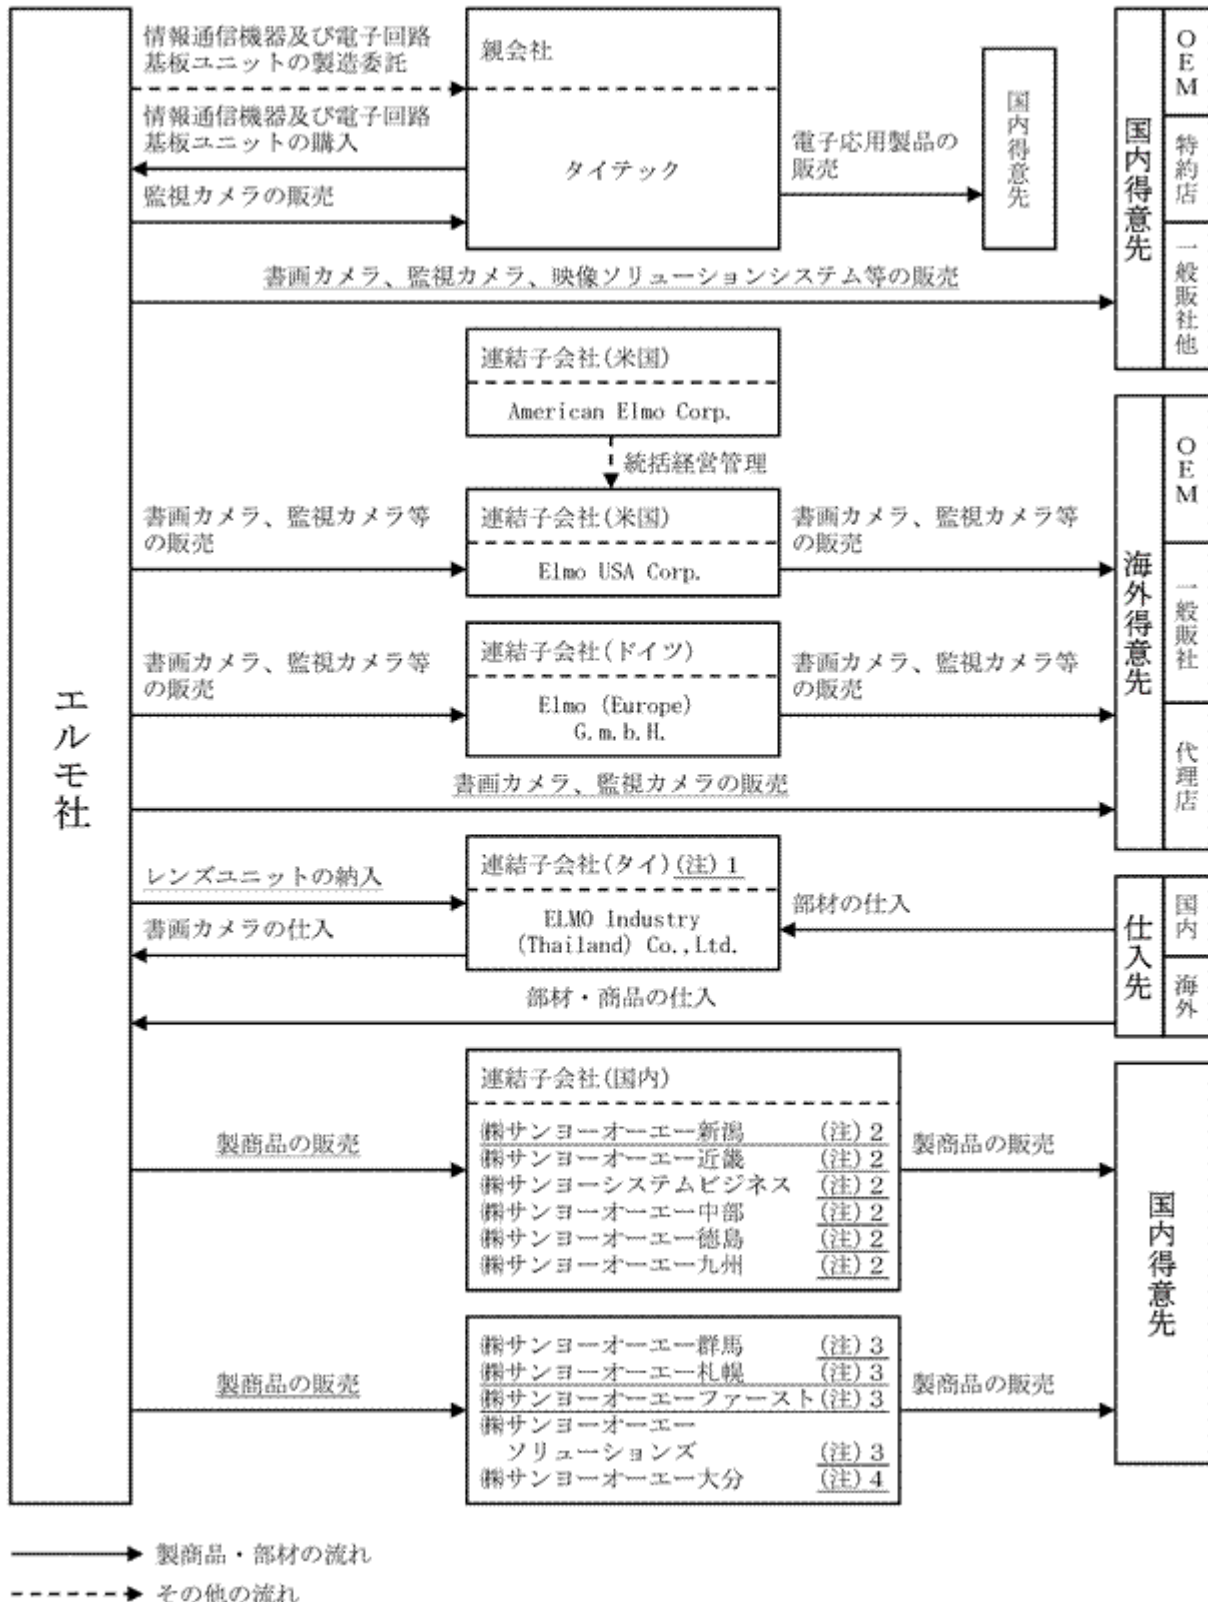 情報通信機器及び電子回路
基板ユニットの製造委託
情報通信機器及び電子回路
基板ユニットの購入
監視カメラの販売
親会社
タイテック
電子応用製品の
販売
国内得意先
国内得意先
OEM
特約店
一般販社他
書画カメラ、監視カメラ、映像ソリューションシステム等の販売
連結子会社(米国)
American Elmo Corp.
統括経営管理
書画カメラ、監視カメラ等
の販売
連結子会社(米国)
Elmo USA Corp.
書画カメラ、監視カメラ等
の販売
海外得意先
OEM
一般販社
代理店
書画カメラ、監視カメラ等
の販売
連結子会社(ドイツ)
Elmo (Europe)
G.m.b.H.
書画カメラ、監視カメラ等
の販売
エルモ社
書画カメラ、監視カメラの販売
レンズユニットの納入
書画カメラの仕入
連結子会社(タイ)(注)1
ELMO Industry
(Thailand) Co.,Ltd.
部材の仕入
仕入先
国内
海外
部材・商品の仕入
連結子会社(国内)
㈱サンヨーオーエー新潟 (注)2
㈱サンヨーオーエー近畿 (注)2
㈱サンヨーシステムビジネス (注)2
㈱サンヨーオーエー中部 (注)2
㈱サンヨーオーエー徳島 (注)2
㈱サンヨーオーエー九州 (注)2
製商品の販売
製商品の販売
国内得意先
㈱サンヨーオーエー群馬 (注)3
㈱サンヨーオーエー札幌 (注)3
㈱サンヨーオーエーファースト(注)3
㈱サンヨーオーエー
ソリューションズ (注)3
㈱サンヨーオーエー大分 (注)4
製商品の販売
製商品の販売
製商品・部材の流れ
その他の流れ